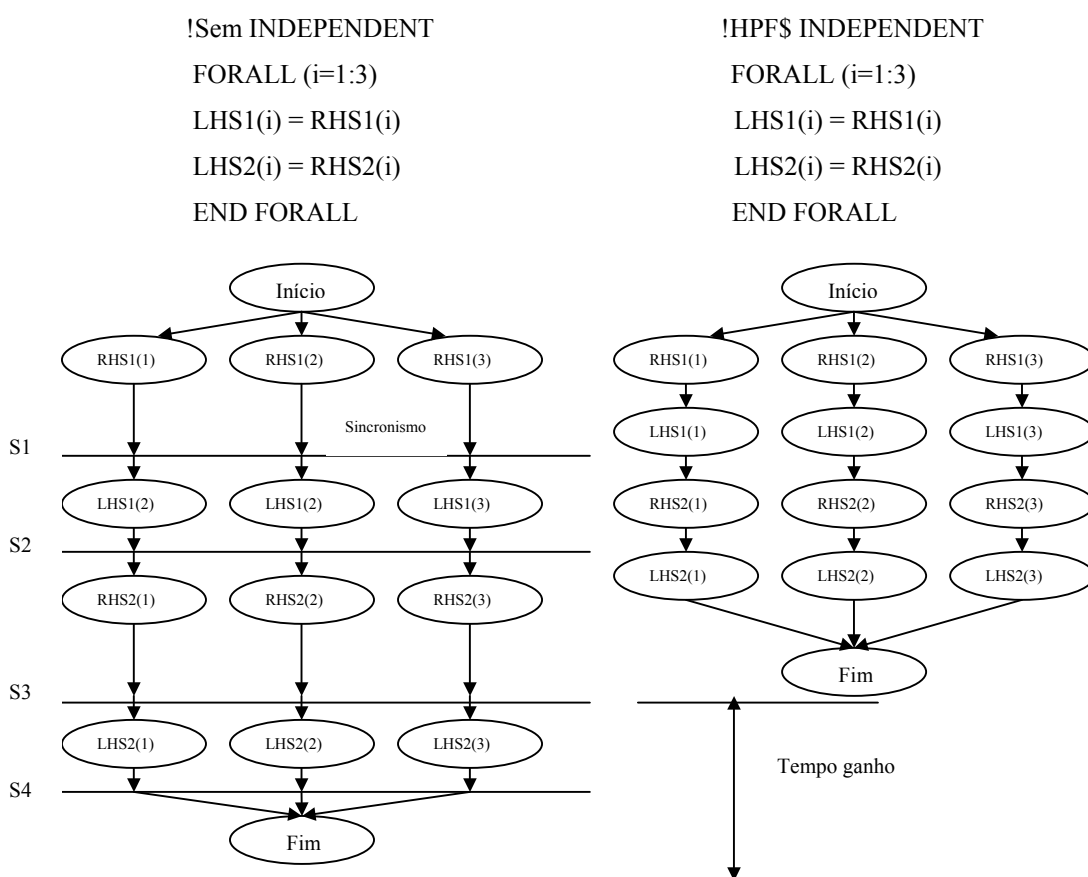 !Sem INDEPENDENT
FORALL (i=1:3)
LHS1(i) = RHS1(i)
LHS2(i) = RHS2(i)
END FORALL
!HPF$ INDEPENDENT
FORALL (i=1:3)
LHS1(i) = RHS1(i)
LHS2(i) = RHS2(i)
END FORALL
Início
RHS1(1) RHS1(2) RHS1(3)
Sincronismo
S1
LHS1(2) LHS1(2) LHS1(3)
S2
RHS2(1) RHS2(2) RHS2(3)
S3
LHS2(1) LHS2(2) LHS2(3)
S4
Fim
Início
RHS1(1) RHS1(2) RHS1(3)
LHS1(1) LHS1(2) LHS1(3)
RHS2(1) RHS2(2) RHS2(3)
LHS2(1) LHS2(2) LHS2(3)
Fim
Tempo ganho